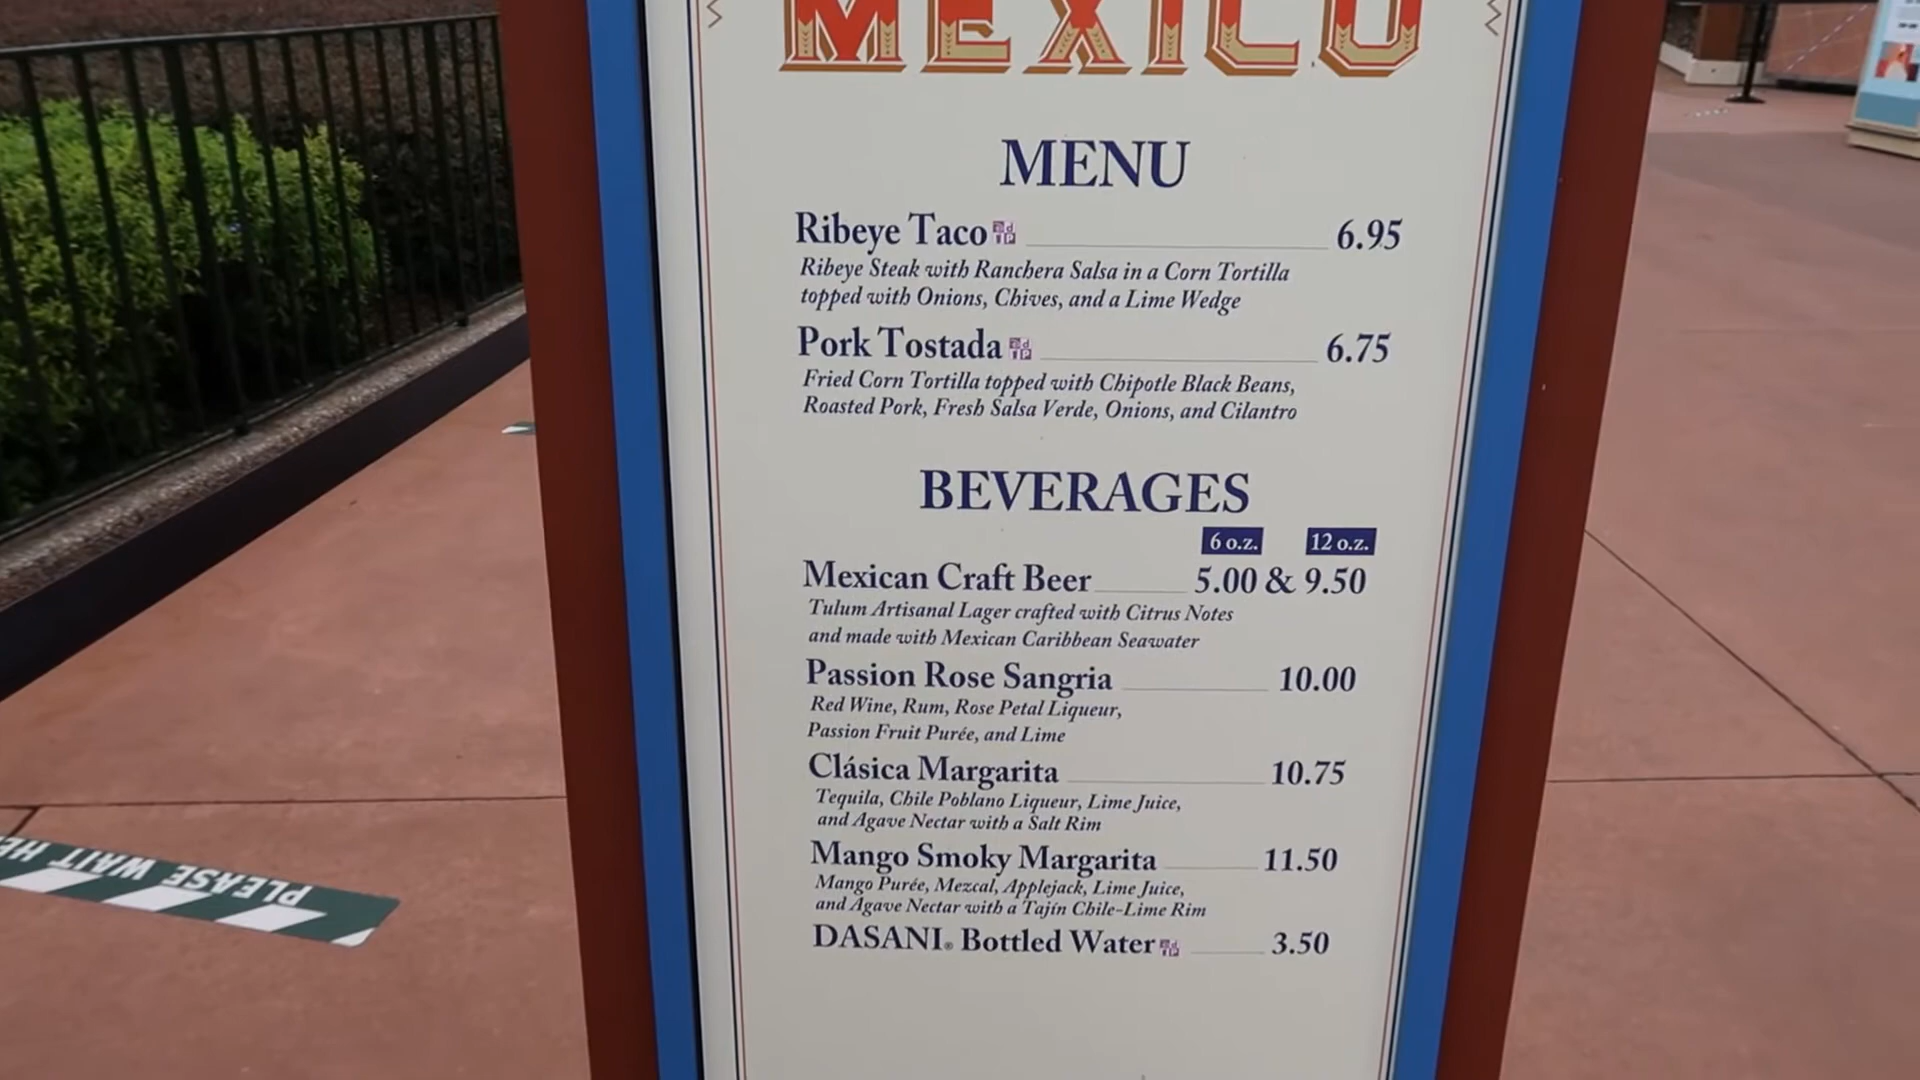 MEXICO
MENU
Ribeye Taco 6.95
Ribeye Steak with Ranchera Salsa in a Corn Tortilla
topped with Onions, Chives, and a Lime Wedge
Pork Tostada 6.75
Fried Corn Tortilla topped with Chipotle Black Beans,
Roasted Pork, Fresh Salsa Verde, Onions, and Cilantro
BEVERAGES
6 o.z. 12 o.z.
Mexican Craft Beer 5.00 & 9.50
Tulum Artisanal Lager crafted with Citrus Notes
and made with Mexican Caribbean Seawater
Passion Rose Sangria 10.00
Red Wine, Rum, Rose Petal Liqueur,
Passion Fruit Purée, and Lime
Clásica Margarita 10.75
Tequila, Chile Poblano Liqueur, Lime Juice,
and Agave Nectar with a Salt Rim
Mango Smoky Margarita 11.50
Mango Purée, Mezcal, Applejack, Lime Juice,
and Agave Nectar with a Tajín Chile-Lime Rim
DASANI® Bottled Water 3.50
PLEASE WAIT HE